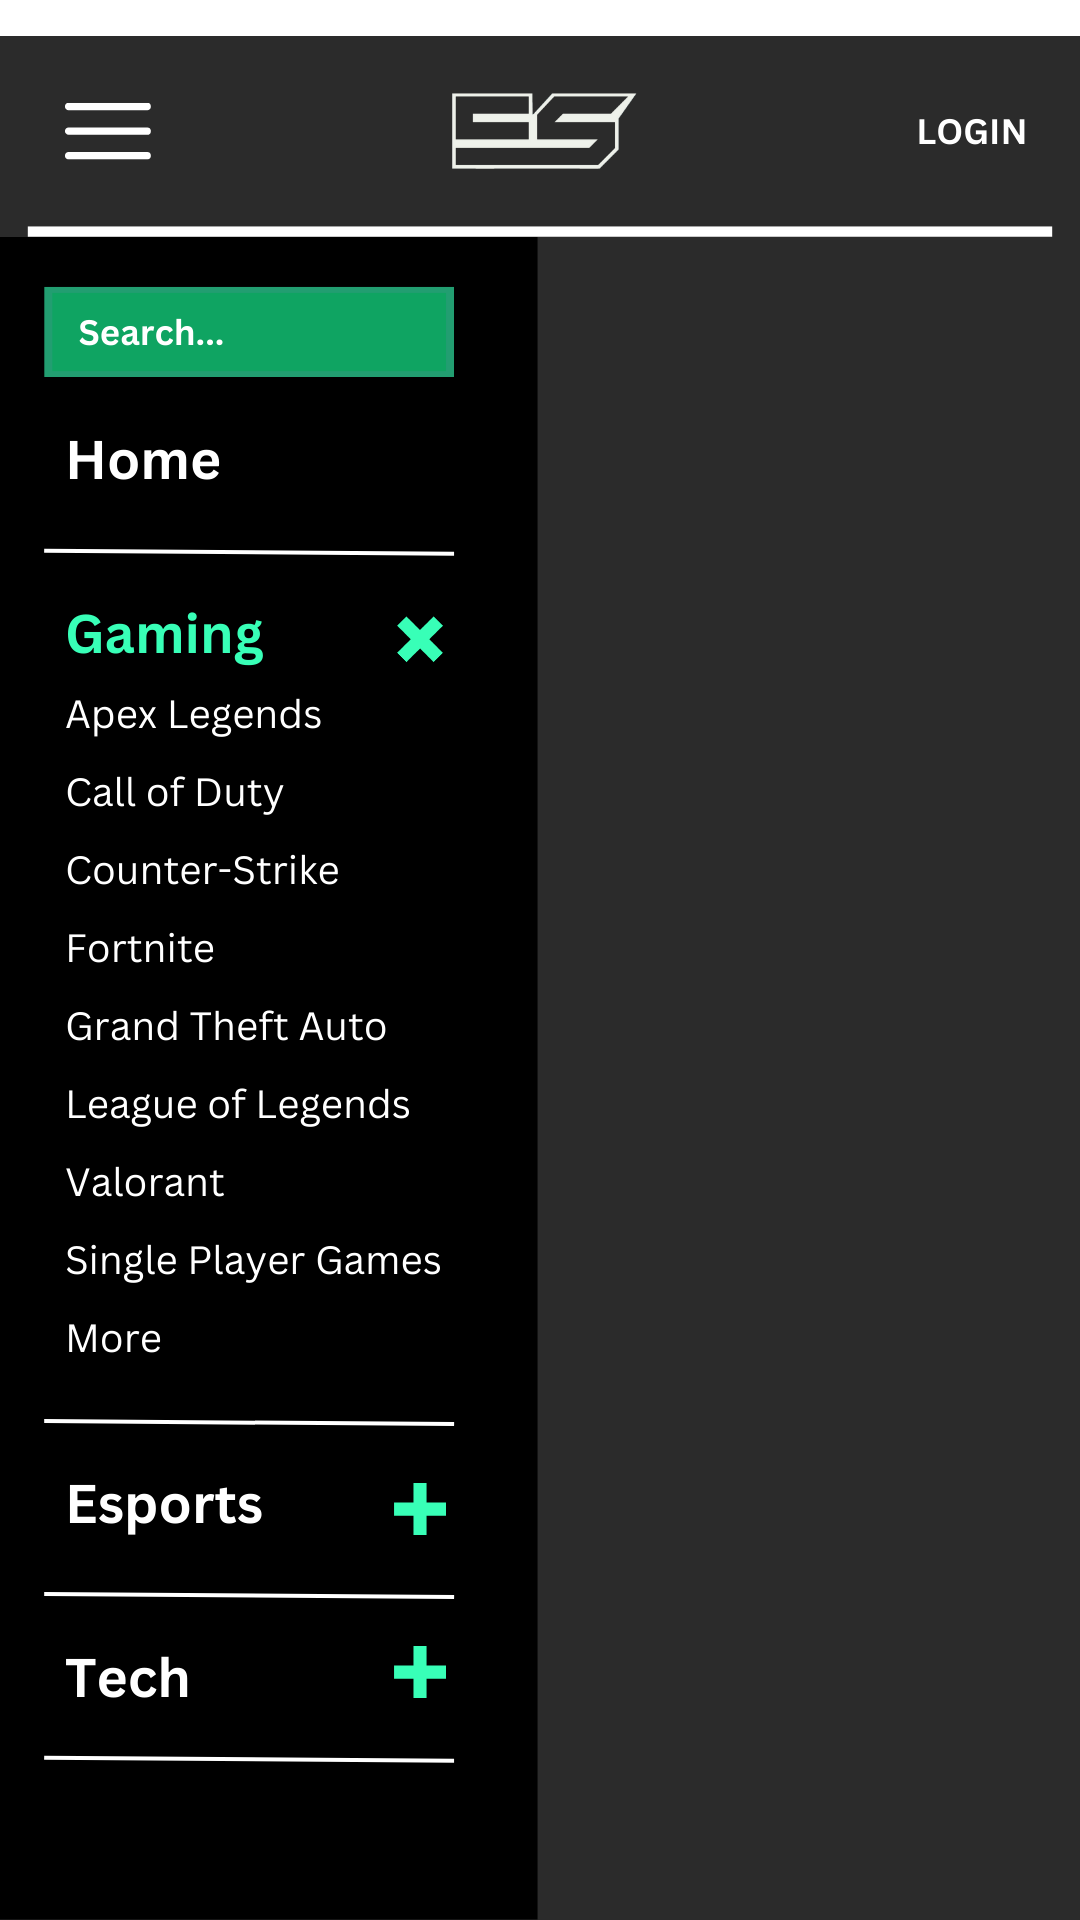 ES
LOGIN
Search...
Home
Gaming
Apex Legends
Call of Duty
Counter-Strike
Fortnite
Grand Theft Auto
League of Legends
Valorant
Single Player Games
More
Esports
Tech